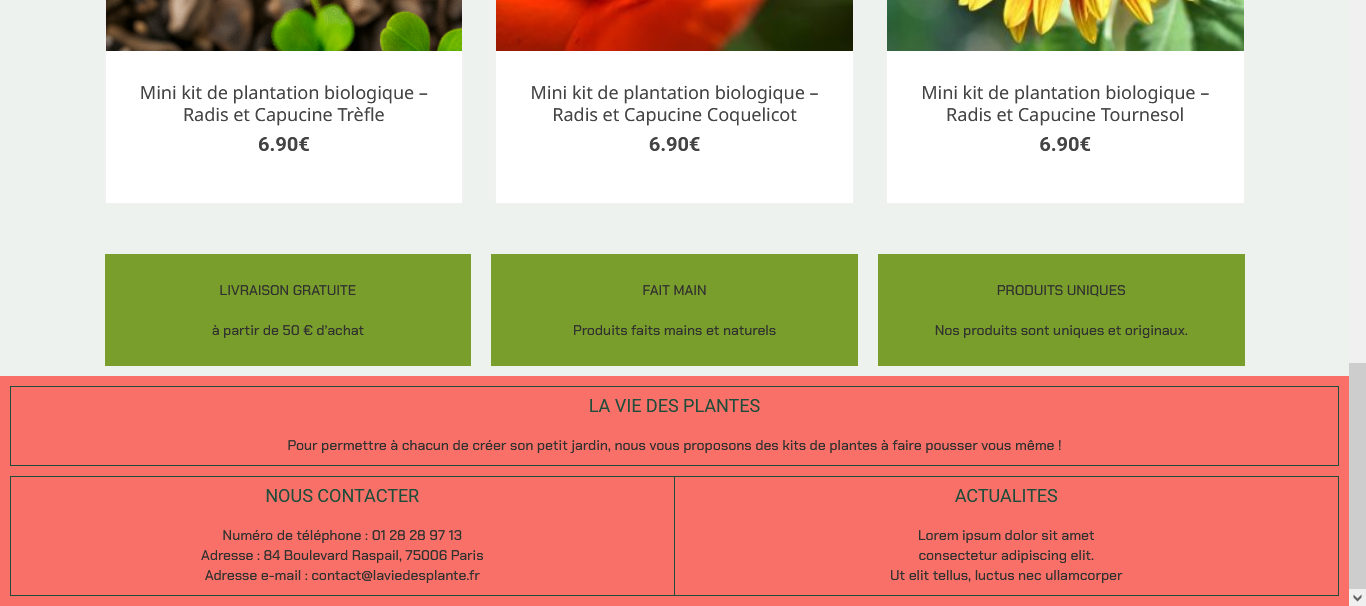 Mini kit de plantation biologique –
Radis et Capucine Trèfle
6.90€
Mini kit de plantation biologique –
Radis et Capucine Coquelicot
6.90€
Mini kit de plantation biologique –
Radis et Capucine Tournesol
6.90€
LIVRAISON GRATUITE
à partir de 50 € d'achat
FAIT MAIN
Produits faits mains et naturels
PRODUITS UNIQUES
Nos produits sont uniques et originaux.
LA VIE DES PLANTES
Pour permettre à chacun de créer son petit jardin, nous vous proposons des kits de plantes à faire pousser vous même !
NOUS CONTACTER
Numéro de téléphone : 01 28 28 97 13
Adresse : 84 Boulevard Raspail, 75006 Paris
Adresse e-mail : contact@laviedesplante.fr
ACTUALITES
Lorem ipsum dolor sit amet
consectetur adipiscing elit.
Ut elit tellus, luctus nec ullamcorper